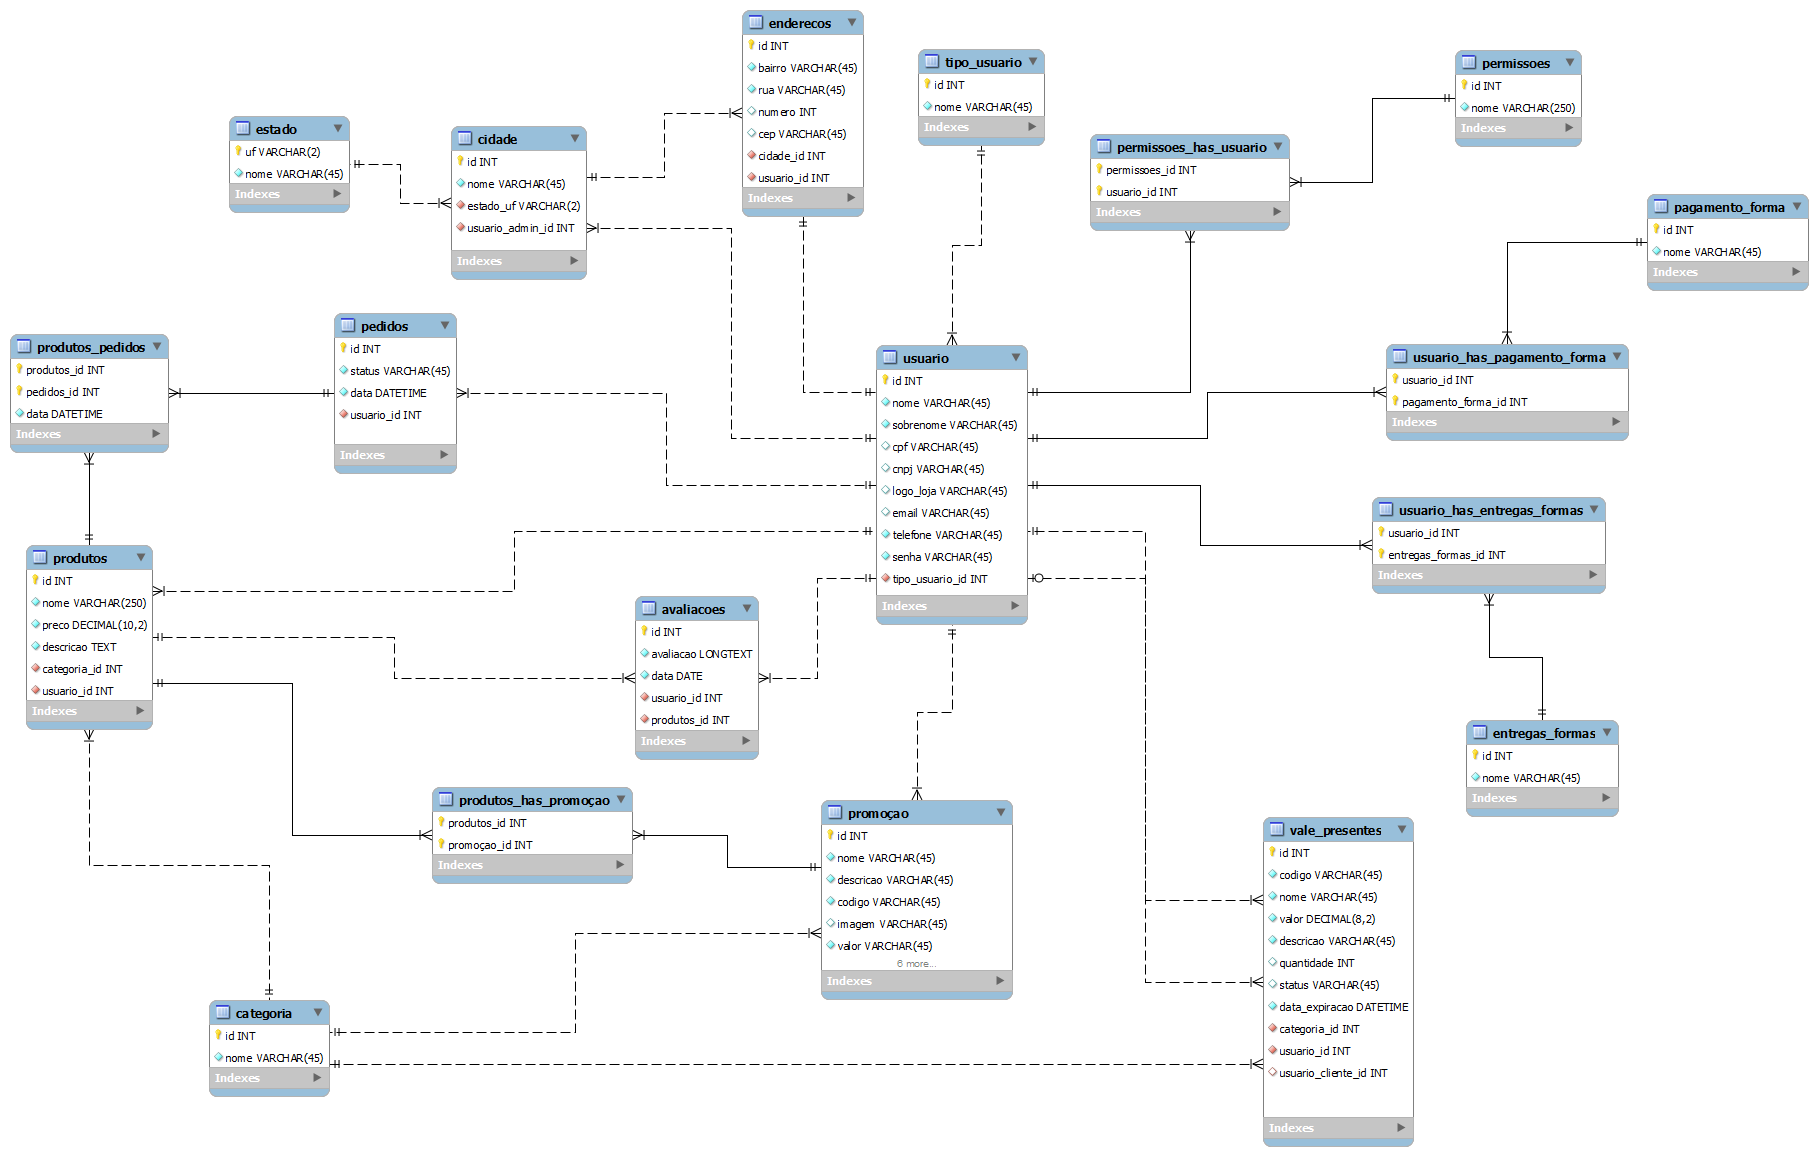 enderecos
id INT
bairro VARCHAR(45)
rua VARCHAR(45)
numero INT
cep VARCHAR(45)
cidade_id INT
usuario_id INT
Indexes
tipo_usuario
id INT
nome VARCHAR(45)
Indexes
permissoes
id INT
nome VARCHAR(250)
Indexes
estado
uf VARCHAR(2)
nome VARCHAR(45)
Indexes
cidade
id INT
nome VARCHAR(45)
estado_uf VARCHAR(2)
usuario_admin_id INT
Indexes
permissoes_has_usuario
permissoes_id INT
usuario_id INT
Indexes
pagamento_forma
id INT
nome VARCHAR(45)
Indexes
produtos_pedidos
produtos_id INT
pedidos_id INT
data DATETIME
Indexes
pedidos
id INT
status VARCHAR(45)
data DATETIME
usuario_id INT
Indexes
usuario
id INT
nome VARCHAR(45)
sobrenome VARCHAR(45)
cpf VARCHAR(45)
cnpj VARCHAR(45)
logo_loja VARCHAR(45)
email VARCHAR(45)
telefone VARCHAR(45)
senha VARCHAR(45)
tipo_usuario_id INT
Indexes
usuario_has_pagamento_forma
usuario_id INT
pagamento_forma_id INT
Indexes
usuario_has_entregas_formas
usuario_id INT
entregas_formas_id INT
Indexes
produtos
id INT
nome VARCHAR(250)
preco DECIMAL(10,2)
descricao TEXT
categoria_id INT
usuario_id INT
Indexes
avaliacoes
id INT
avaliacao LONGTEXT
data DATE
usuario_id INT
produtos_id INT
Indexes
entregas_formas
id INT
nome VARCHAR(45)
Indexes
produtos_has_promoçao
produtos_id INT
promoçao_id INT
Indexes
promoçao
id INT
nome VARCHAR(45)
descricao VARCHAR(45)
codigo VARCHAR(45)
imagem VARCHAR(45)
valor VARCHAR(45)
6 more...
Indexes
vale_presentes
id INT
codigo VARCHAR(45)
nome VARCHAR(45)
valor DECIMAL(8,2)
descricao VARCHAR(45)
quantidade INT
status VARCHAR(45)
data_expiracao DATETIME
categoria_id INT
usuario_id INT
usuario_cliente_id INT
Indexes
categoria
id INT
nome VARCHAR(45)
Indexes